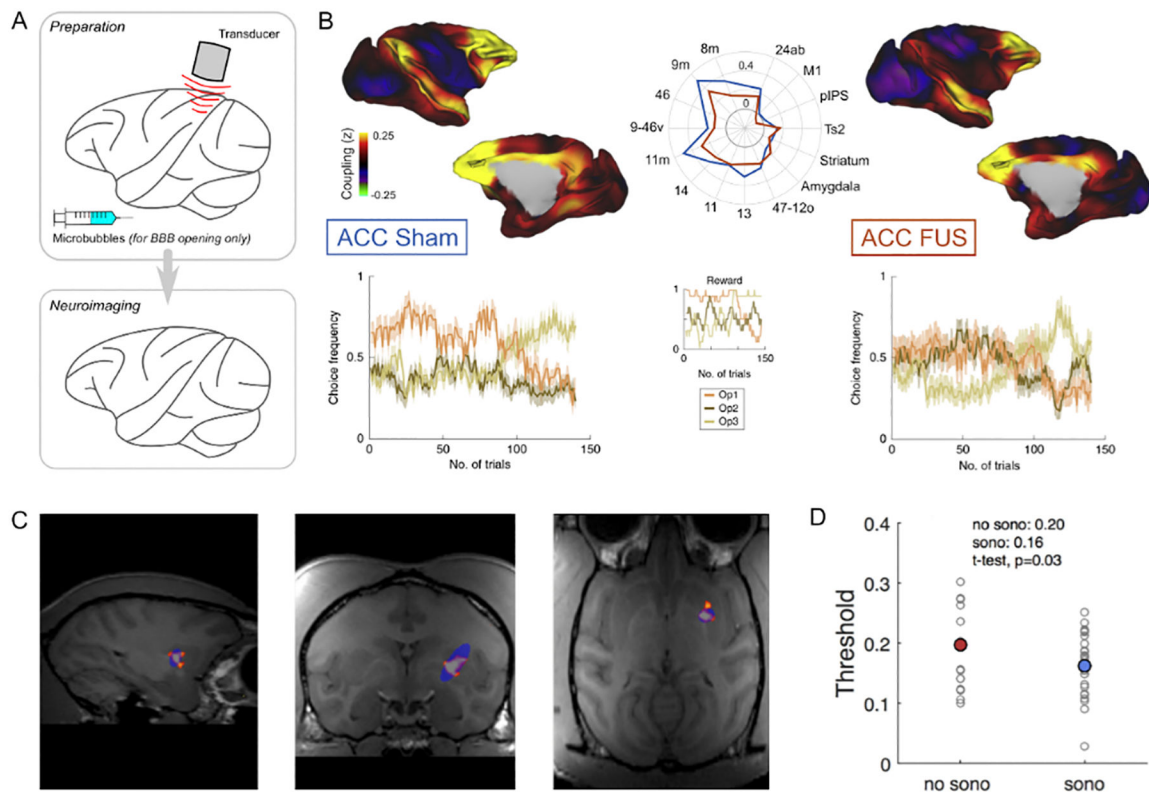 A
Preparation
Transducer
Microbubbles (for BBB opening only)
Neuroimaging
B
Coupling (z)
0.25
-0.25
8m
24ab
9m
0.4
M1
46
0
pIPS
9-46v
Ts2
11m
Striatum
14
Amygdala
11
13
47-12o
ACC Sham
ACC FUS
1
0.5
0
Choice frequency
0
50
100
150
No. of trials
Reward
1
0
0
150
No. of trials
Op1
Op2
Op3
1
0.5
0
Choice frequency
0
50
100
150
No. of trials
C
D
no sono: 0.20
sono: 0.16
t-test, p=0.03
Threshold
0.4
0.3
0.2
0.1
0
no sono
sono